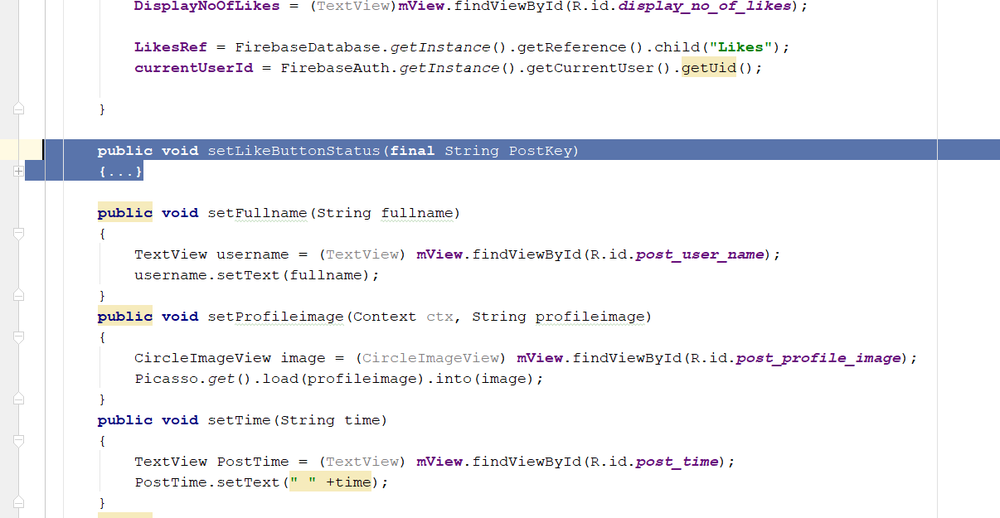 DisplayNoOfLikes = (TextView)mView.findViewById(R.id.display_no_of_likes);
LikesRef = FirebaseDatabase.getInstance().getReference().child("Likes");
currentUserId = FirebaseAuth.getInstance().getCurrentUser().getUid();
}
public void setLikeButtonStatus(final String PostKey)
{...}
public void setFullname(String fullname)
{
TextView username = (TextView) mView.findViewById(R.id.post_user_name);
username.setText(fullname);
}
public void setProfileimage(Context ctx, String profileimage)
{
CircleImageView image = (CircleImageView) mView.findViewById(R.id.post_profile_image);
Picasso.get().load(profileimage).into(image);
}
public void setTime(String time)
{
TextView PostTime = (TextView) mView.findViewById(R.id.post_time);
PostTime.setText(" " +time);
}